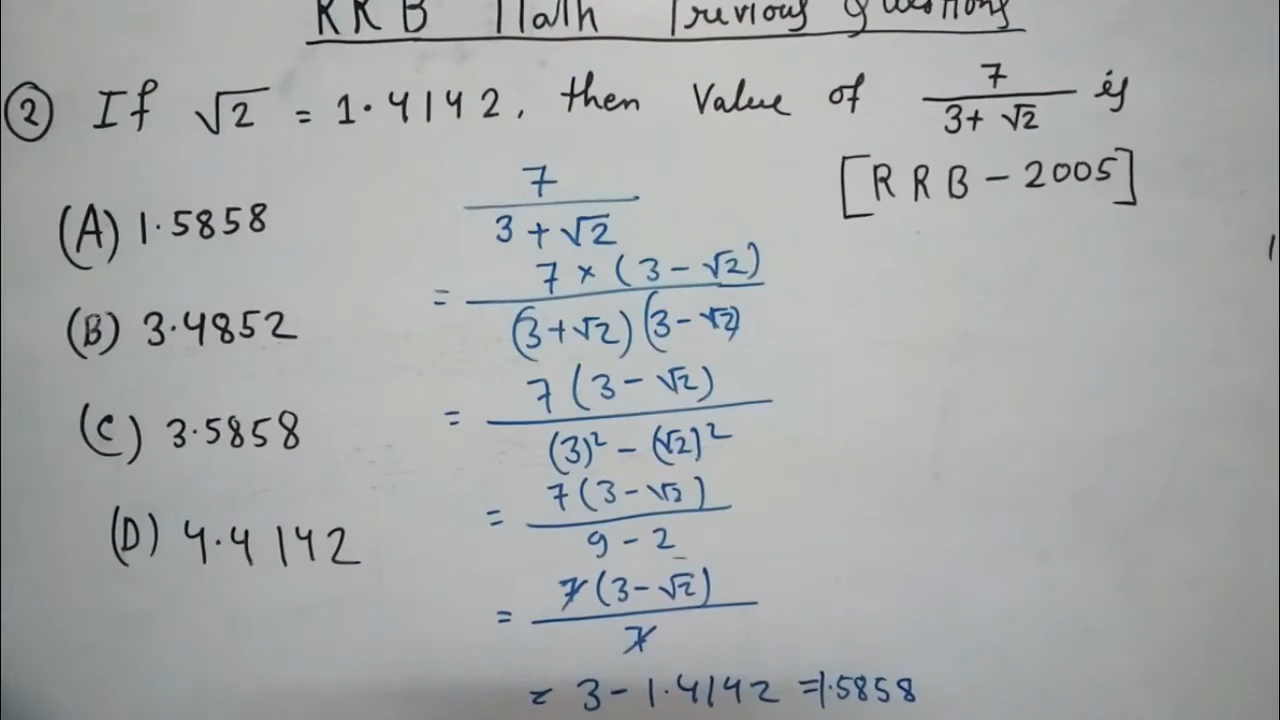 RRB Math Previous Questions
② If √2 = 1.4142, then Value of 7/(3+√2) is
[RRB-2005]
(A) 1.5858
(B) 3.4852
(C) 3.5858
(D) 4.4142
7/(3+√2)
= 7×(3-√2)/(3+√2)(3-√2)
= 7(3-√2)/(3)²-(√2)²
= 7(3-√2)/9-2
= 7(3-√2)/7
= 3-1.4142 = 1.5858